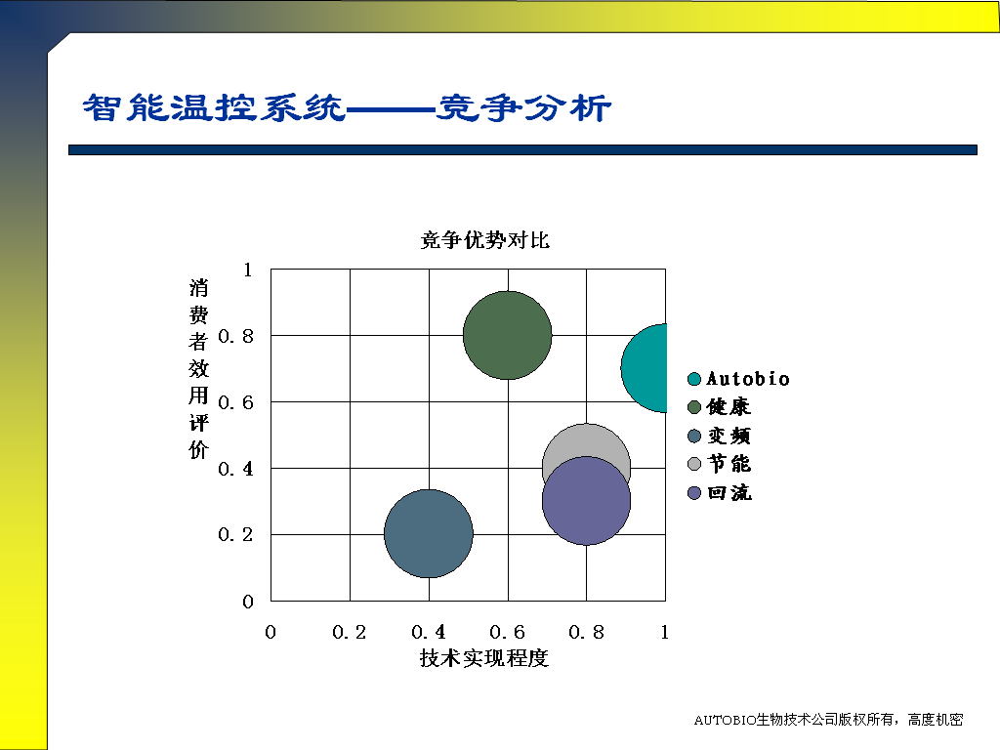 智能温控系统——竞争分析
竞争优势对比
消费者效用评价
1
0.8
0.6
0.4
0.2
0
0 0.2 0.4 0.6 0.8 1
技术实现程度
Autobio
健康
变频
节能
回流
AUTOBIO生物技术公司版权所有，高度机密